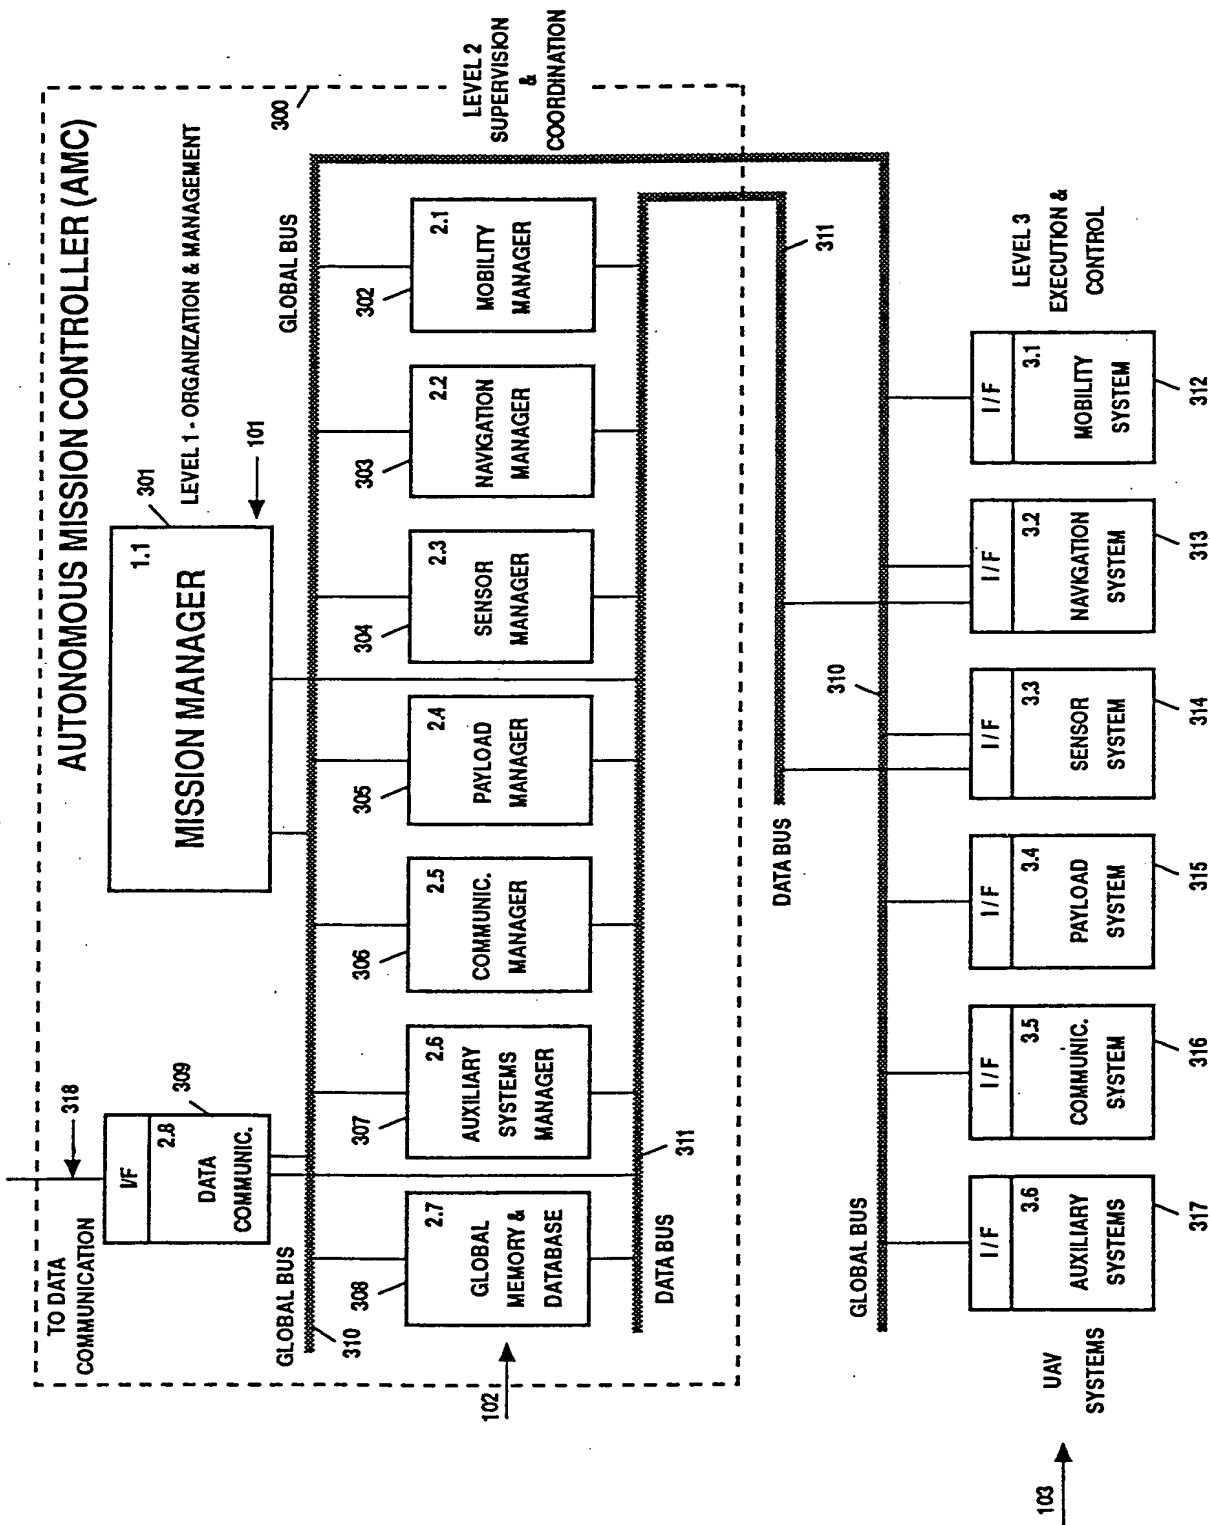 AUTONOMOUS MISSION CONTROLLER (AMC)
TO DATA
COMMUNICATION
318
I/F
2.8
DATA
COMMUNIC.
309
1.1
MISSION MANAGER
301
LEVEL 1 - ORGANIZATION & MANAGEMENT
101
300
GLOBAL BUS
310
GLOBAL BUS
308
2.7
GLOBAL
MEMORY &
DATABASE
307
2.6
AUXILIARY
SYSTEMS
MANAGER
306
2.5
COMMUNIC.
MANAGER
305
2.4
PAYLOAD
MANAGER
304
2.3
SENSOR
MANAGER
303
2.2
NAVIGATION
MANAGER
302
2.1
MOBILITY
MANAGER
LEVEL 2
SUPERVISION
&
COORDINATION
102
DATA BUS
311
DATA BUS
311
GLOBAL BUS
310
LEVEL 3
EXECUTION &
CONTROL
UAV
SYSTEMS
103
I/F
3.6
AUXILIARY
SYSTEMS
317
I/F
3.5
COMMUNIC.
SYSTEM
316
I/F
3.4
PAYLOAD
SYSTEM
315
I/F
3.3
SENSOR
SYSTEM
314
I/F
3.2
NAVIGATION
SYSTEM
313
I/F
3.1
MOBILITY
SYSTEM
312